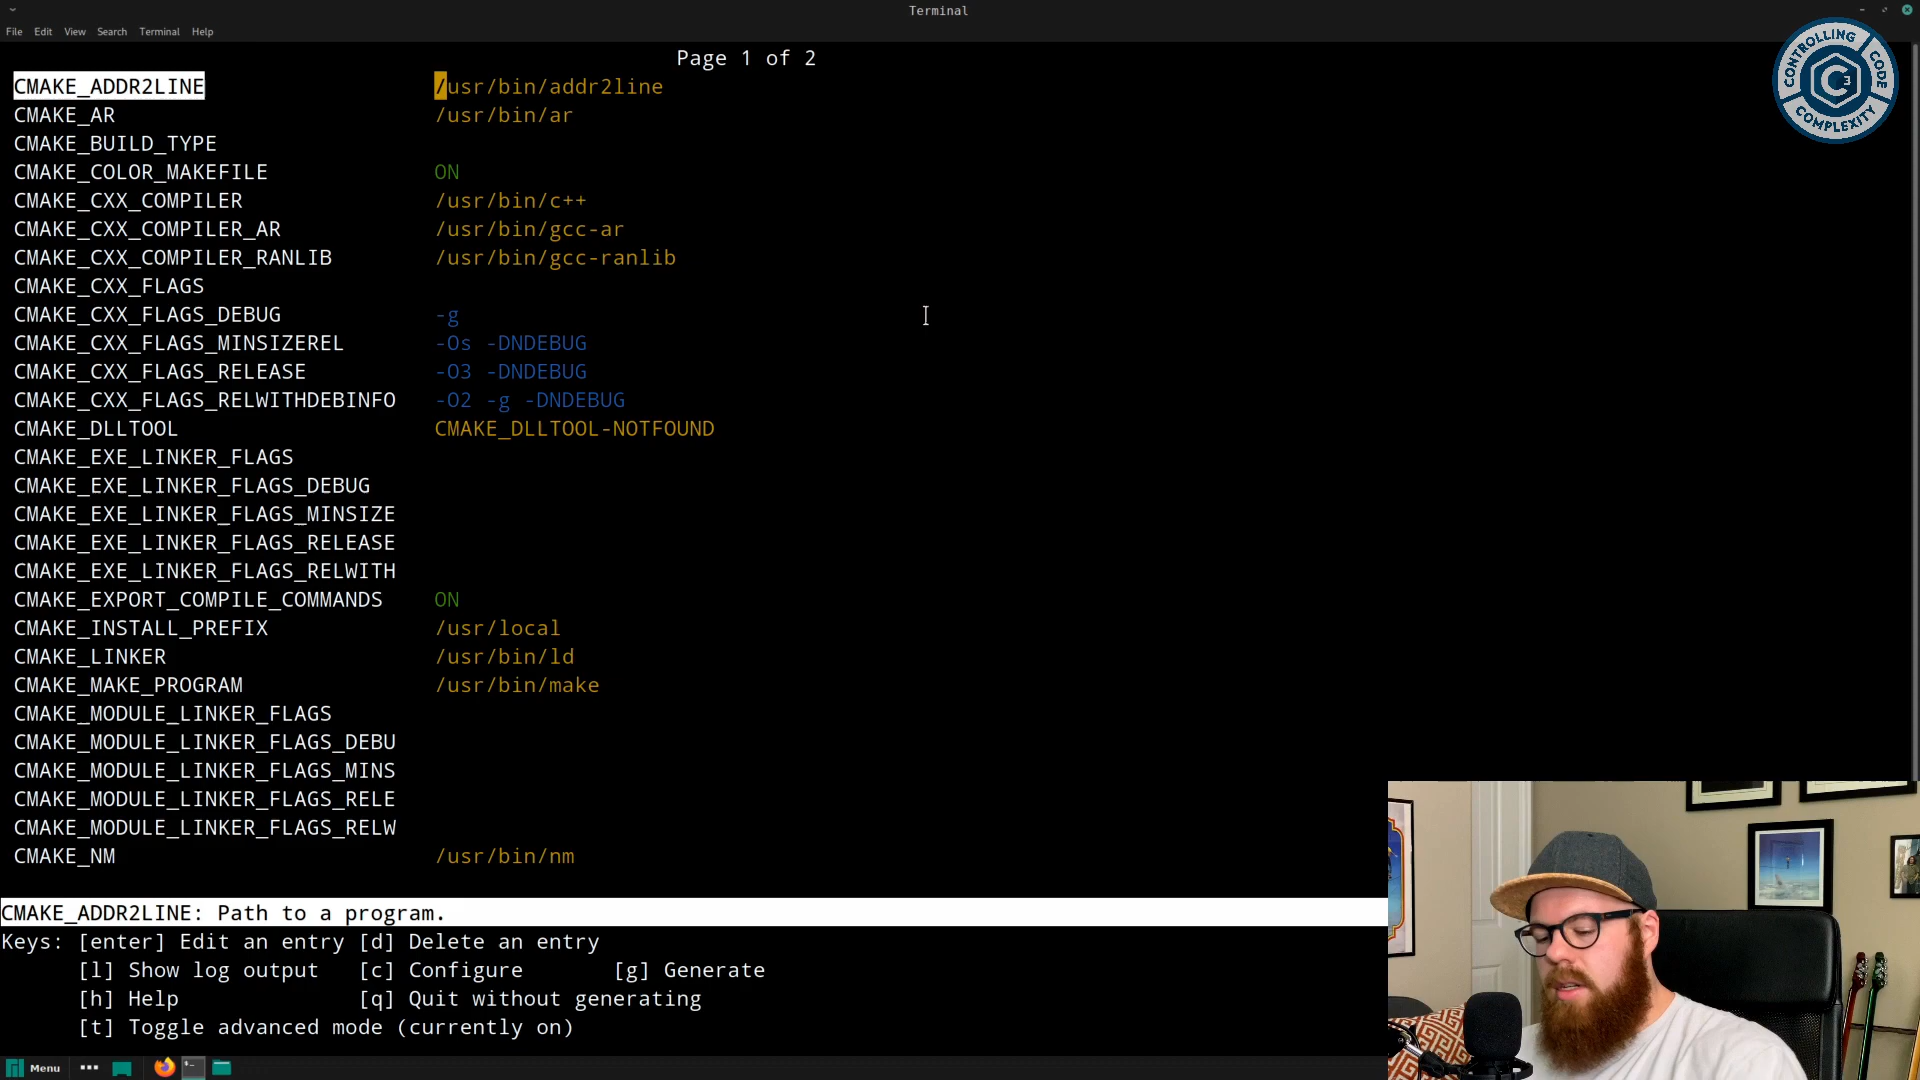 Terminal
File Edit View Search Terminal Help
CONTROLLING CODE COMPLEXITY
C3
Page 1 of 2
CMAKE_ADDR2LINE /usr/bin/addr2line
CMAKE_AR /usr/bin/ar
CMAKE_BUILD_TYPE
CMAKE_COLOR_MAKEFILE ON
CMAKE_CXX_COMPILER /usr/bin/c++
CMAKE_CXX_COMPILER_AR /usr/bin/gcc-ar
CMAKE_CXX_COMPILER_RANLIB /usr/bin/gcc-ranlib
CMAKE_CXX_FLAGS
CMAKE_CXX_FLAGS_DEBUG -g
CMAKE_CXX_FLAGS_MINSIZEREL -Os -DNDEBUG
CMAKE_CXX_FLAGS_RELEASE -O3 -DNDEBUG
CMAKE_CXX_FLAGS_RELWITHDEBINFO -O2 -g -DNDEBUG
CMAKE_DLLTOOL CMAKE_DLLTOOL-NOTFOUND
CMAKE_EXE_LINKER_FLAGS
CMAKE_EXE_LINKER_FLAGS_DEBUG
CMAKE_EXE_LINKER_FLAGS_MINSIZE
CMAKE_EXE_LINKER_FLAGS_RELEASE
CMAKE_EXE_LINKER_FLAGS_RELWITH
CMAKE_EXPORT_COMPILE_COMMANDS ON
CMAKE_INSTALL_PREFIX /usr/local
CMAKE_LINKER /usr/bin/ld
CMAKE_MAKE_PROGRAM /usr/bin/make
CMAKE_MODULE_LINKER_FLAGS
CMAKE_MODULE_LINKER_FLAGS_DEBU
CMAKE_MODULE_LINKER_FLAGS_MINS
CMAKE_MODULE_LINKER_FLAGS_RELE
CMAKE_MODULE_LINKER_FLAGS_RELW
CMAKE_NM /usr/bin/nm
CMAKE_ADDR2LINE: Path to a program.
Keys: [enter] Edit an entry [d] Delete an entry
[l] Show log output [c] Configure [g] Generate
[h] Help [q] Quit without generating
[t] Toggle advanced mode (currently on)
Menu